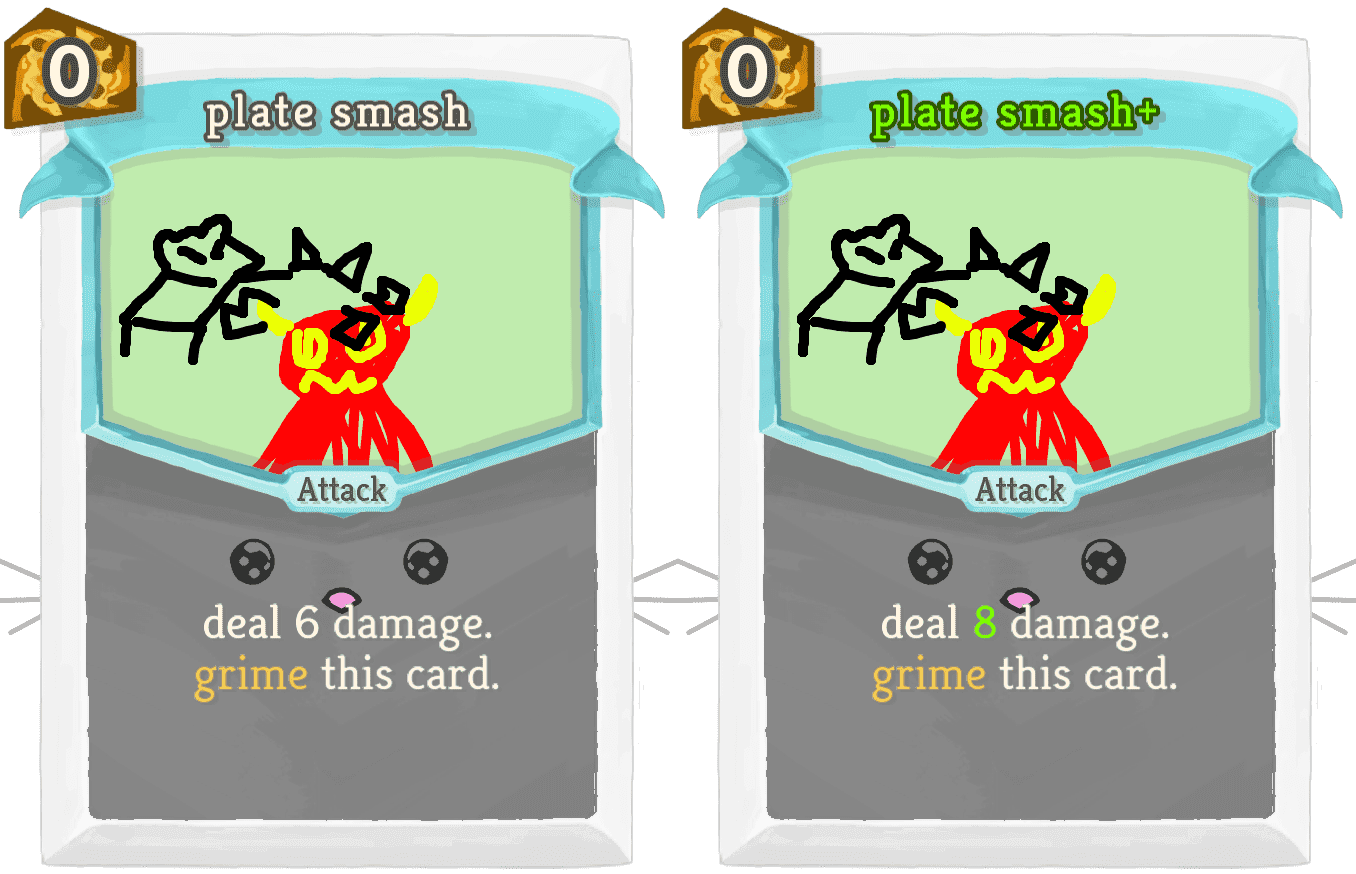 0
plate smash
Attack
deal 6 damage.
grime this card.
0
plate smash+
Attack
deal 8 damage.
grime this card.